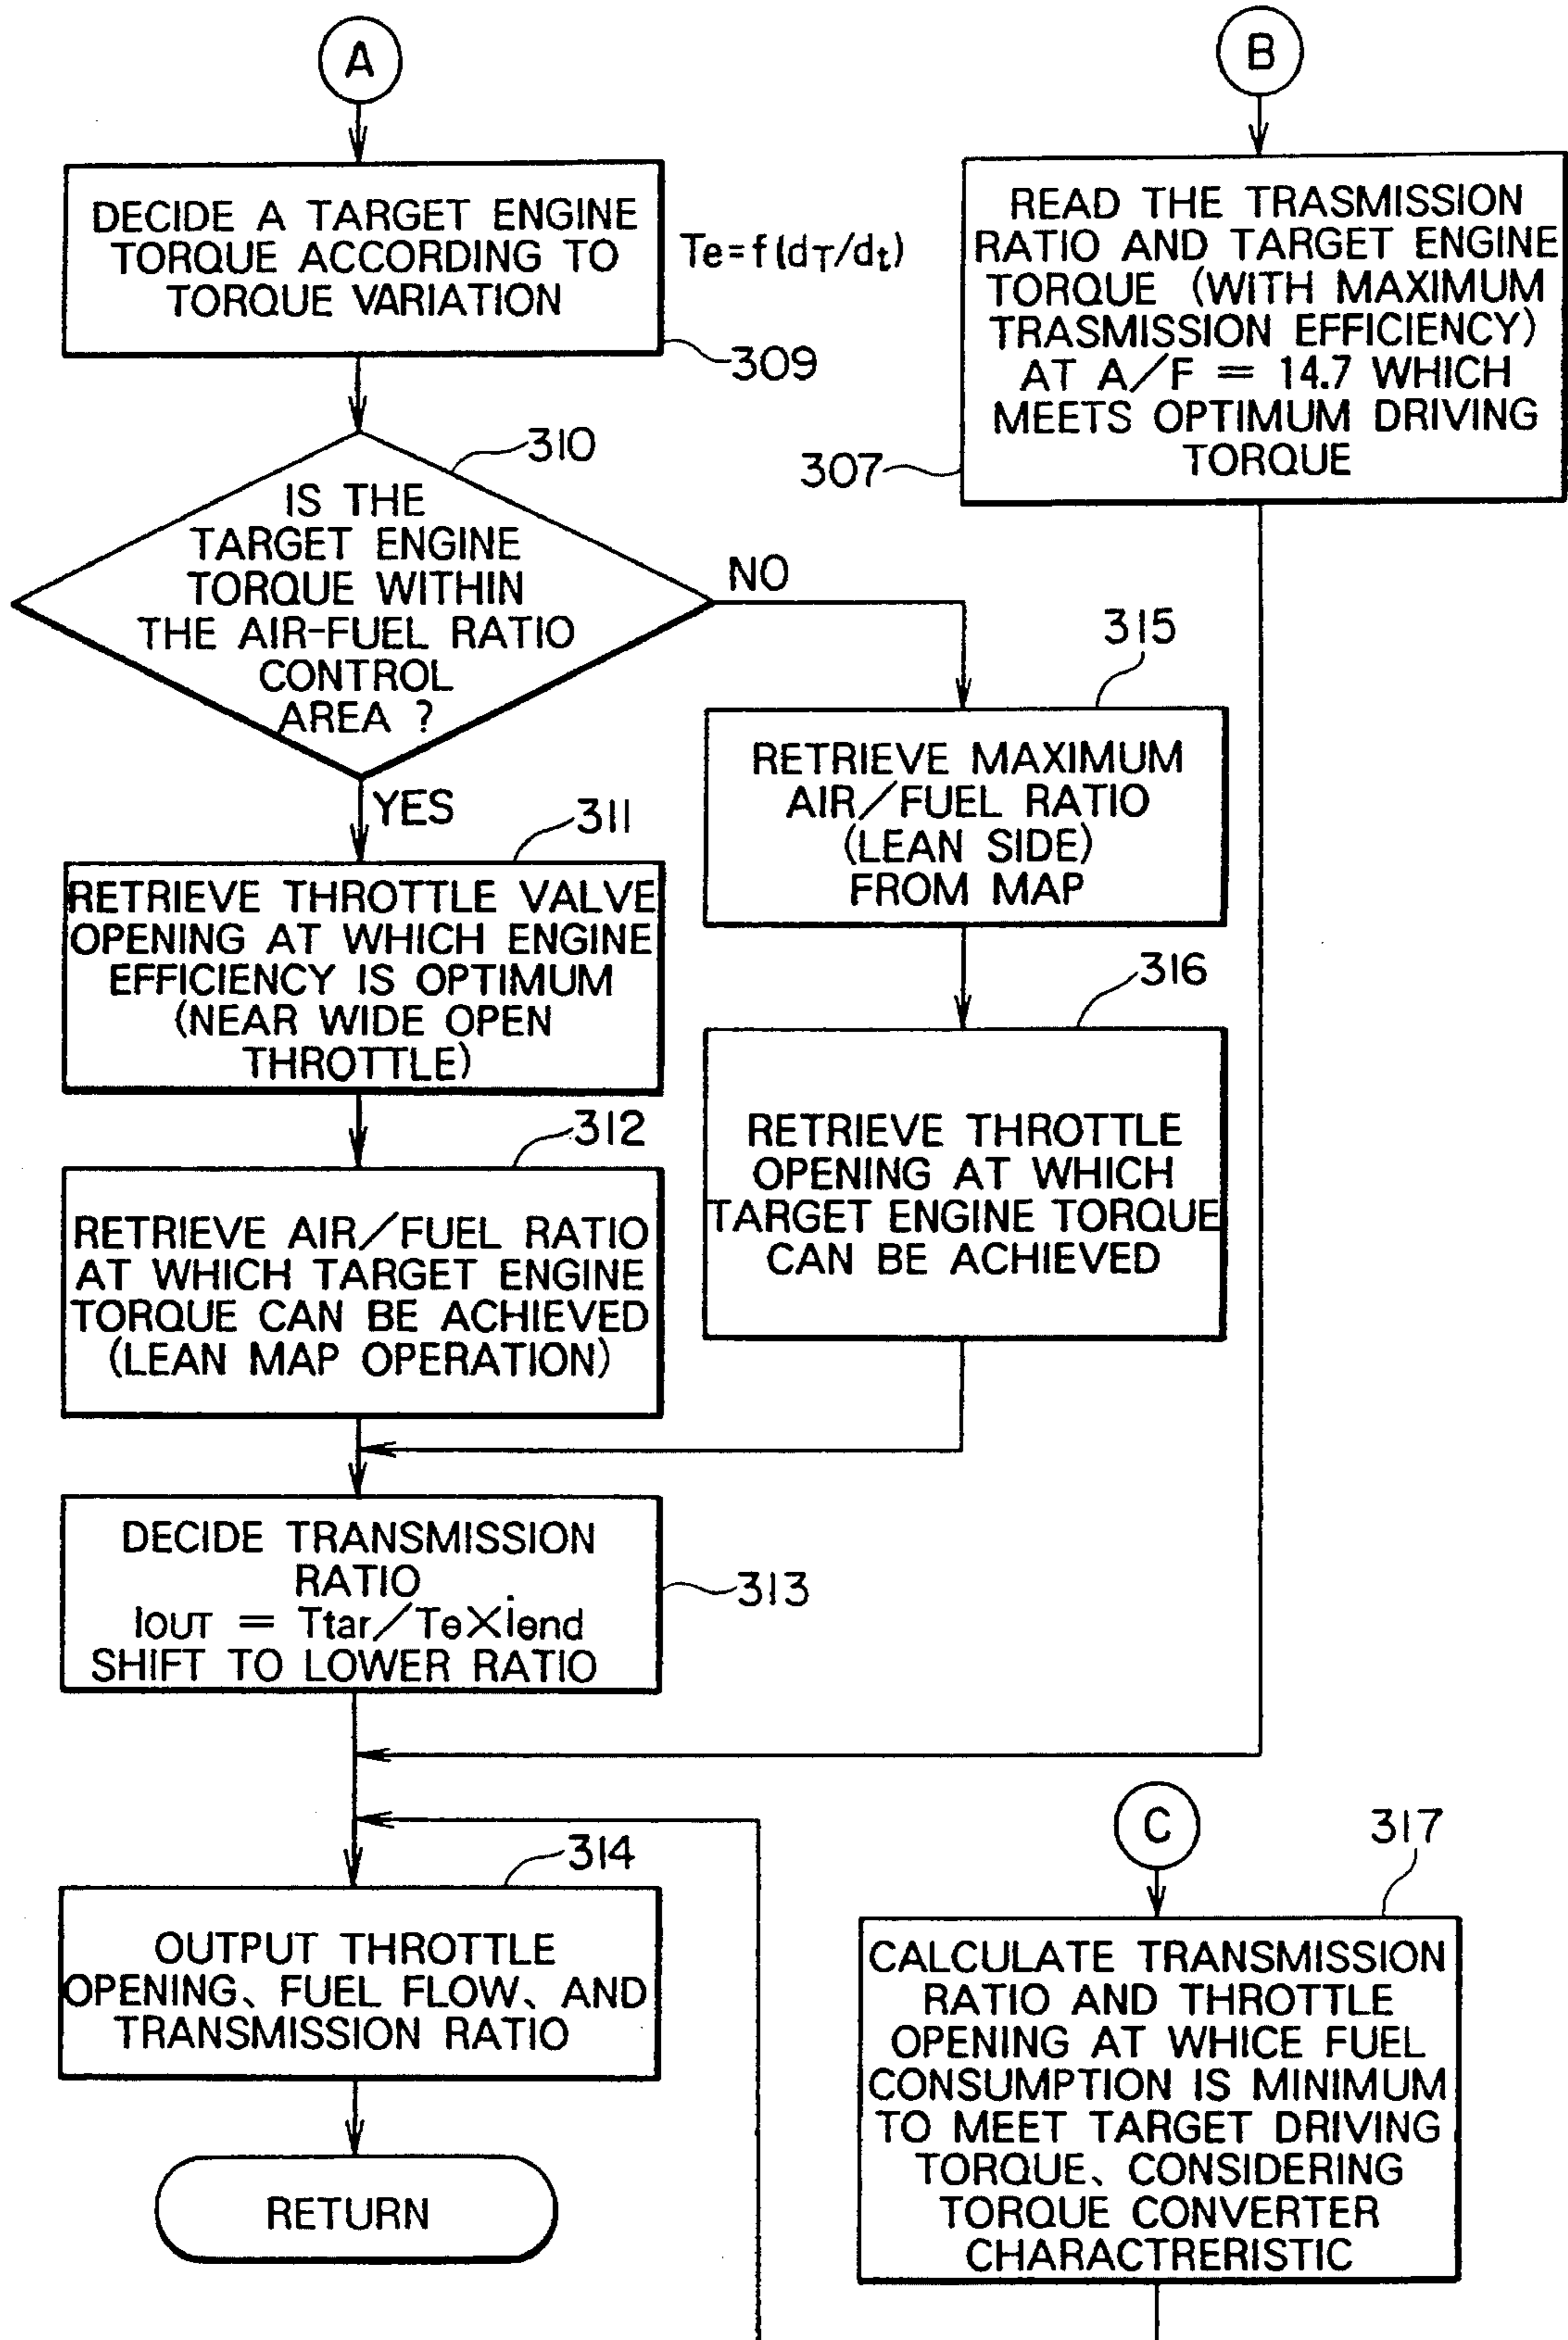 A
DECIDE A TARGET ENGINE
TORQUE ACCORDING TO
TORQUE VARIATION
Te=f(dT/dt)
309
310
IS THE
TARGET ENGINE
TORQUE WITHIN
THE AIR-FUEL RATIO
CONTROL
AREA ?
NO
YES
311
RETRIEVE THROTTLE VALVE
OPENING AT WHICH ENGINE
EFFICIENCY IS OPTIMUM
(NEAR WIDE OPEN
THROTTLE)
312
RETRIEVE AIR/FUEL RATIO
AT WHICH TARGET ENGINE
TORQUE CAN BE ACHIEVED
(LEAN MAP OPERATION)
315
RETRIEVE MAXIMUM
AIR/FUEL RATIO
(LEAN SIDE)
FROM MAP
316
RETRIEVE THROTTLE
OPENING AT WHICH
TARGET ENGINE TORQUE
CAN BE ACHIEVED
DECIDE TRANSMISSION
RATIO
IOUT = Ttar/Te×iend
SHIFT TO LOWER RATIO
313
B
READ THE TRASMISSION
RATIO AND TARGET ENGINE
TORQUE (WITH MAXIMUM
TRASMISSION EFFICIENCY)
AT A/F = 14.7 WHICH
MEETS OPTIMUM DRIVING
TORQUE
307
314
OUTPUT THROTTLE
OPENING、FUEL FLOW、AND
TRANSMISSION RATIO
RETURN
C
317
CALCULATE TRANSMISSION
RATIO AND THROTTLE
OPENING AT WHICE FUEL
CONSUMPTION IS MINIMUM
TO MEET TARGET DRIVING
TORQUE、CONSIDERING
TORQUE CONVERTER
CHARACTRERISTIC